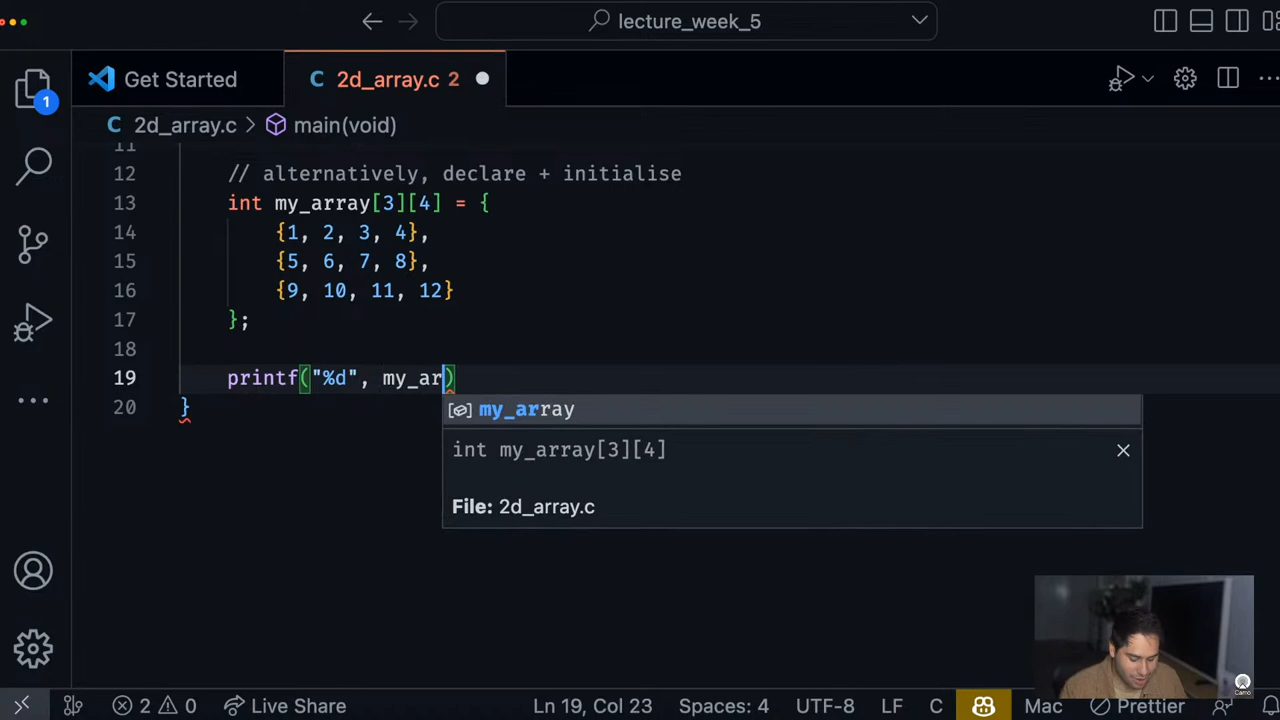 lecture_week_5
Get Started
C 2d_array.c 2
C 2d_array.c > main(void)
11
12 // alternatively, declare + initialise
13 int my_array[3][4] = {
14 {1, 2, 3, 4},
15 {5, 6, 7, 8},
16 {9, 10, 11, 12}
17 };
18
19 printf("%d", my_ar)
20 }
my_array
int my_array[3][4]
File: 2d_array.c
1
Camo
2 0 Live Share Ln 19, Col 23 Spaces: 4 UTF-8 LF C Mac Prettier